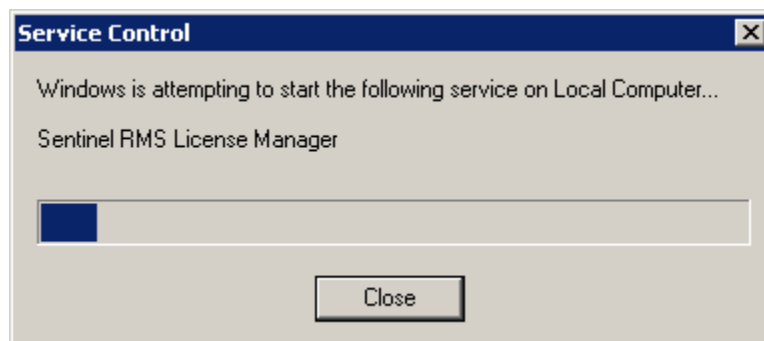 Service Control
Windows is attempting to start the following service on Local Computer...
Sentinel RMS License Manager
Close